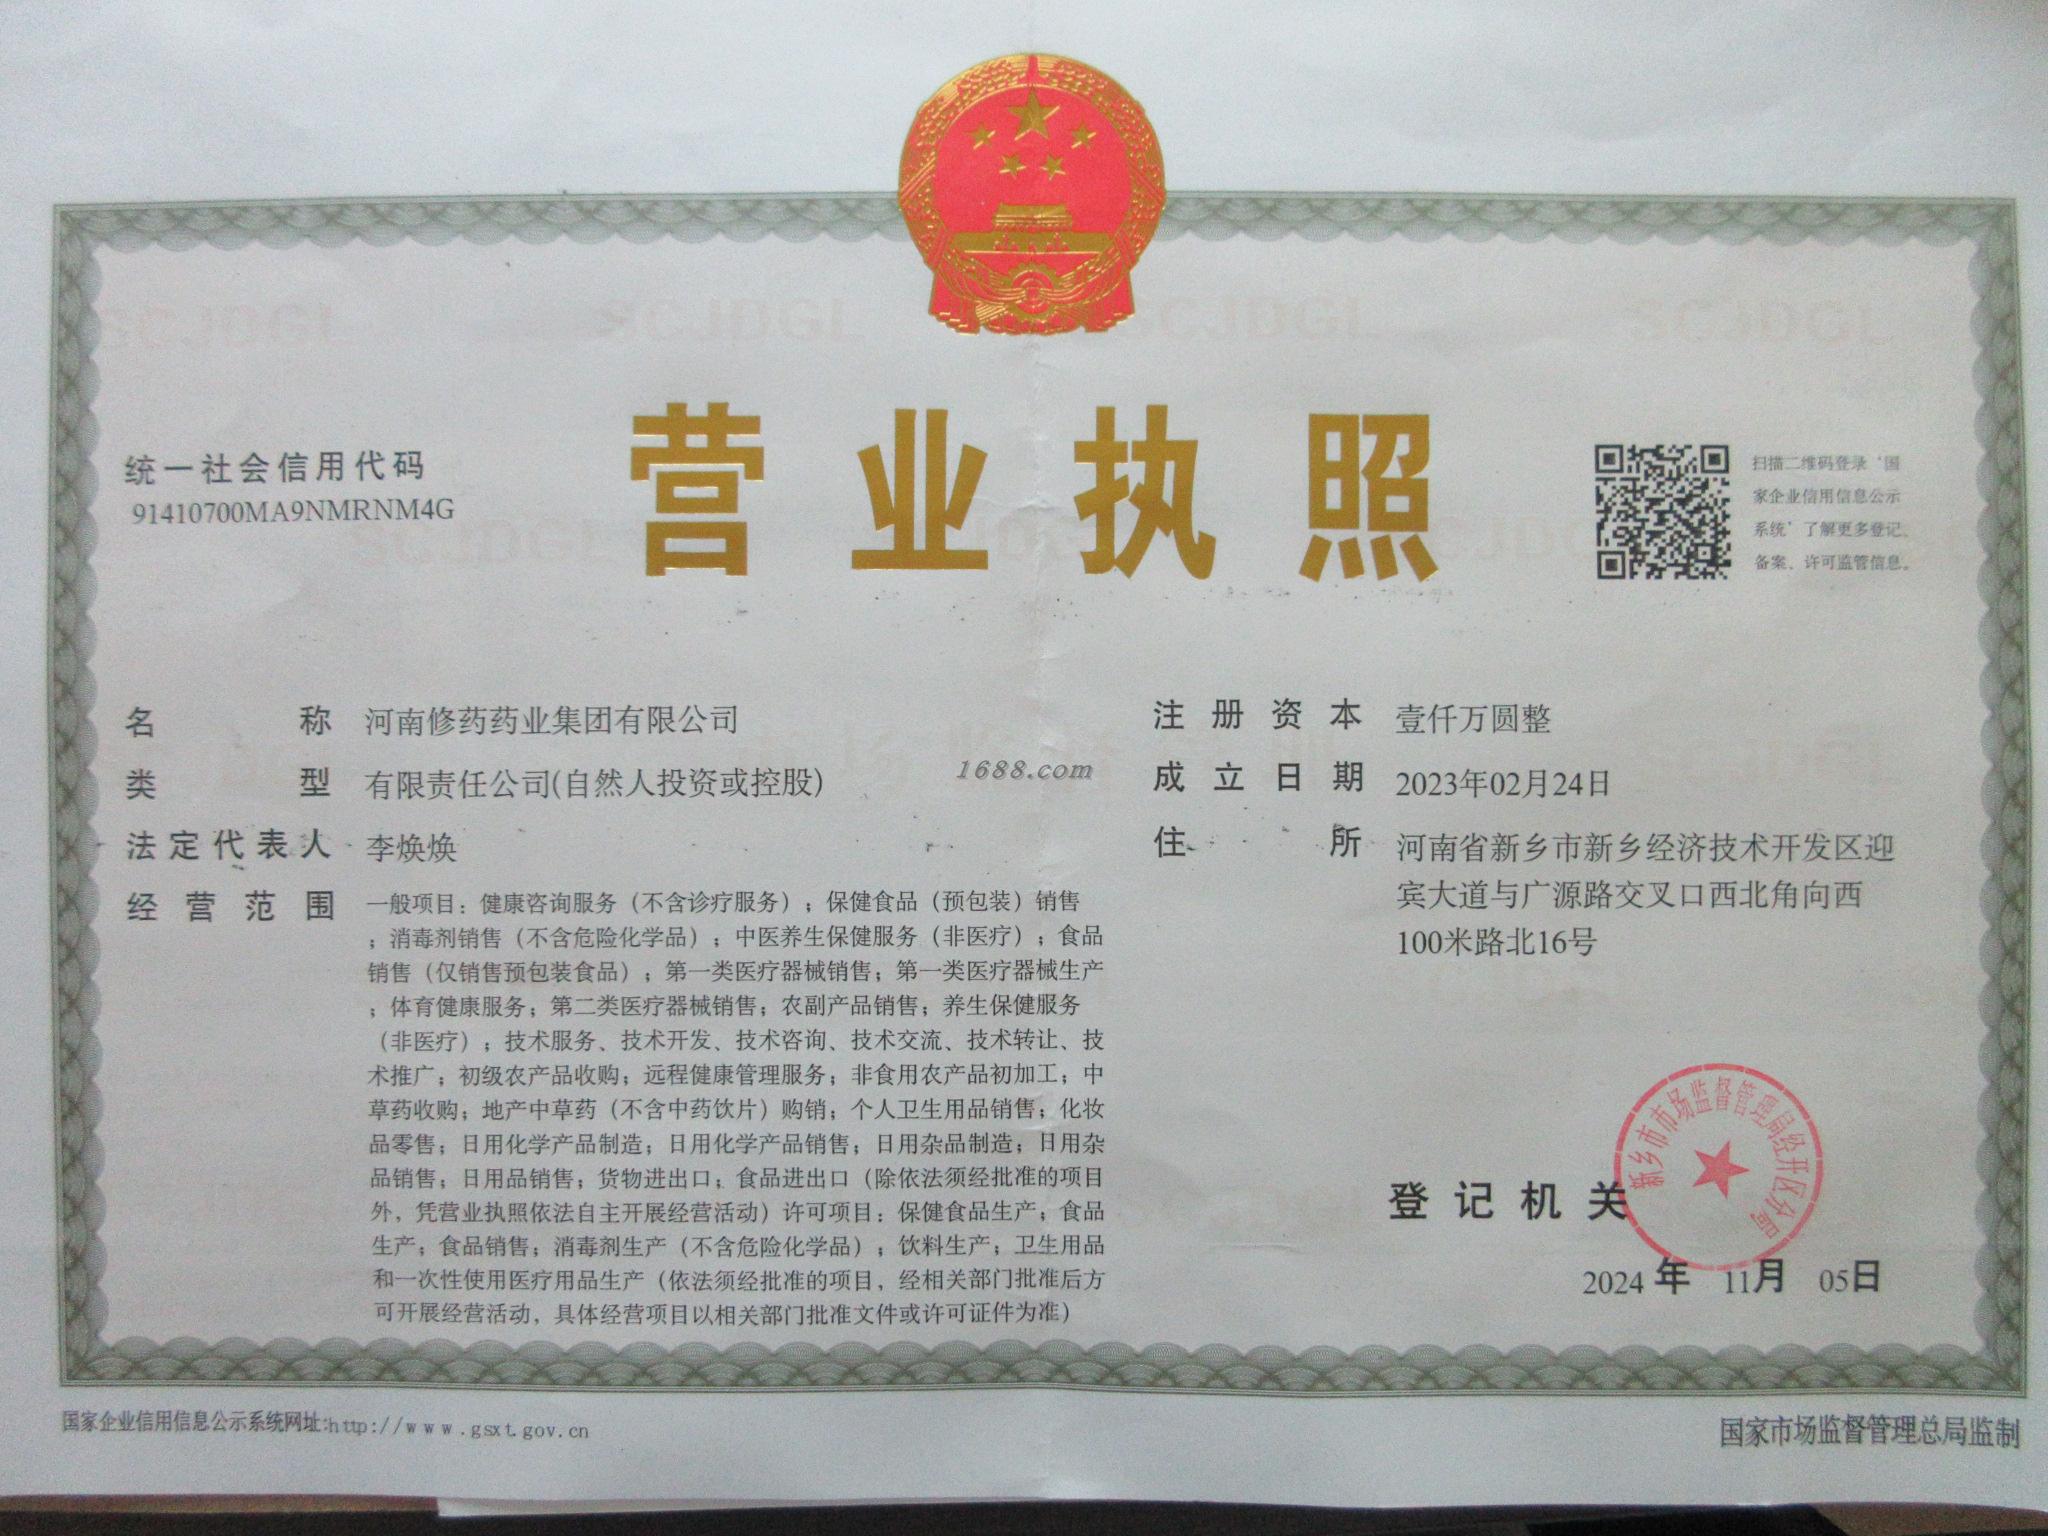 统一社会信用代码
91410700MA9NMRNM4G
营业执照
扫描二维码登录‘国
家企业信用信息公示
系统’了解更多登记、
备案、许可监管信息。
名称 河南修药药业集团有限公司
类型 有限责任公司(自然人投资或控股)
法定代表人 李焕焕
经营范围 一般项目：健康咨询服务（不含诊疗服务）；保健食品（预包装）销售
；消毒剂销售（不含危险化学品）；中医养生保健服务（非医疗）；食品
销售（仅销售预包装食品）；第一类医疗器械销售；第一类医疗器械生产
；体育健康服务；第二类医疗器械销售；农副产品销售；养生保健服务
（非医疗）；技术服务、技术开发、技术咨询、技术交流、技术转让、技
术推广；初级农产品收购；远程健康管理服务；非食用农产品初加工；中
草药收购；地产中草药（不含中药饮片）购销；个人卫生用品销售；化妆
品零售；日用化学产品制造；日用化学产品销售；日用杂品制造；日用杂
品销售；日用品销售；货物进出口；食品进出口（除依法须经批准的项目
外，凭营业执照依法自主开展经营活动）许可项目：保健食品生产；食品
生产；食品销售；消毒剂生产（不含危险化学品）；饮料生产；卫生用品
和一次性使用医疗用品生产（依法须经批准的项目，经相关部门批准后方
可开展经营活动，具体经营项目以相关部门批准文件或许可证件为准）
1688.com
注册资本 壹仟万圆整
成立日期 2023年02月24日
住所 河南省新乡市新乡经济技术开发区迎
宾大道与广源路交叉口西北角向西
100米路北16号
登记机关
新乡市市场监督管理局经开区分局
2024年 11月 05日
国家企业信用信息公示系统网址:http://www.gsxt.gov.cn
国家市场监督管理总局监制